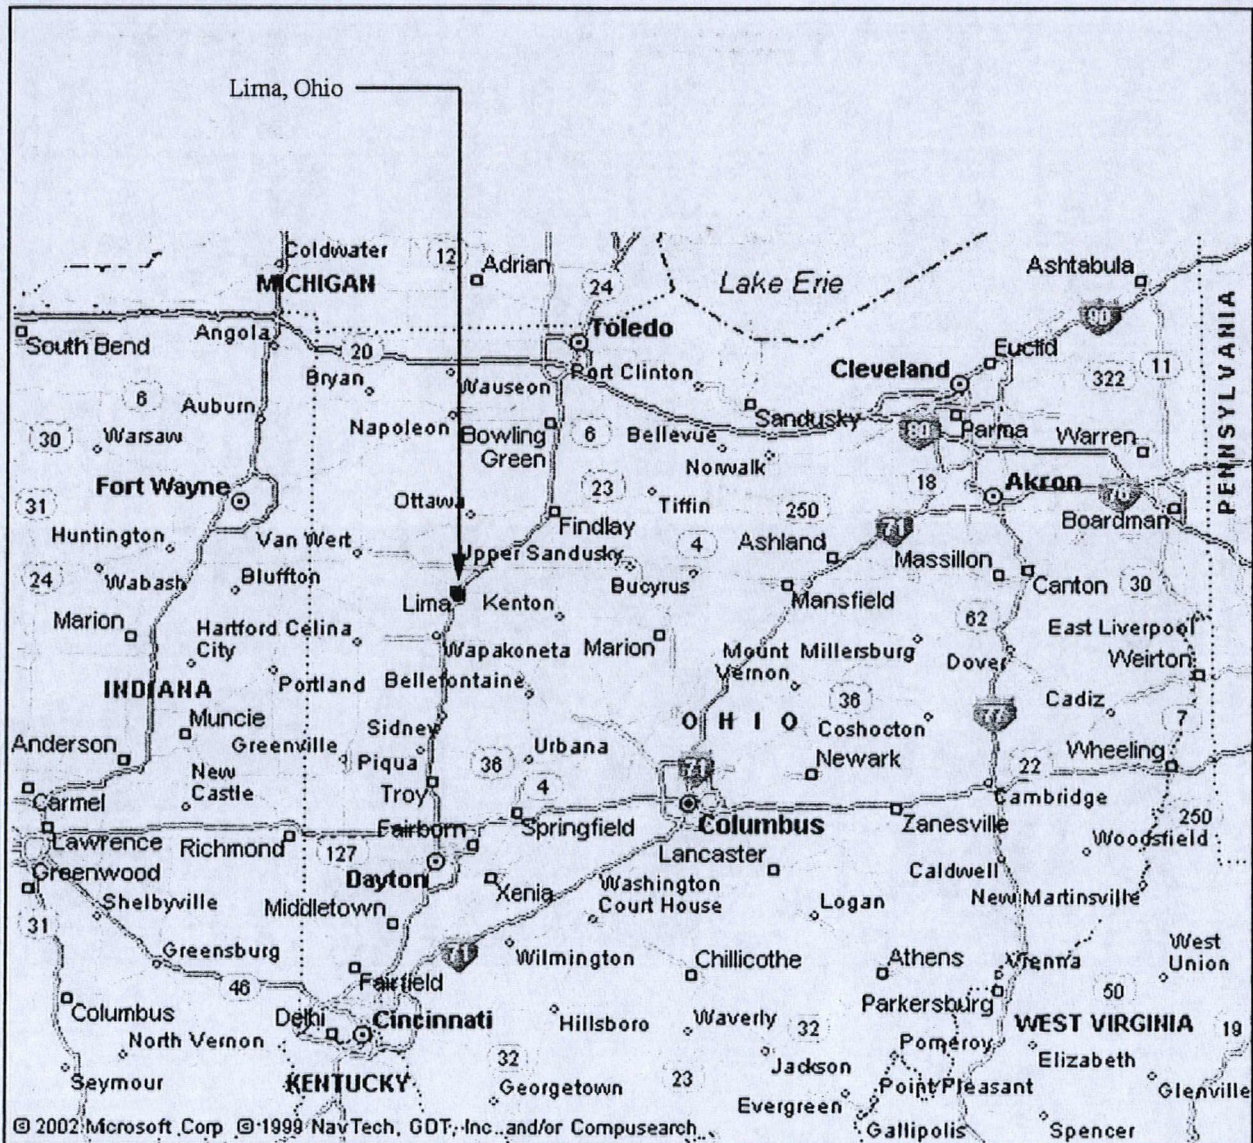 Lima, Ohio
Coldwater
12
Adrian
MICHIGAN
24
Lake Erie
Ashtabula
90
PENNSYLVANIA
South Bend
Angola
20
Toledo
Euclid
Bryan
Wauseon
Port Clinton
Cleveland
322
11
6
Auburn
Napoleon
Bowling
Green
6
Sandusky
Bellevue
80
Parma
30
Warsaw
Warren
Norwalk
Fort Wayne
Ottawa
23
Tiffin
18
Akron
76
31
Findlay
250
71
Boardman
Huntington
Van Wert
Upper Sandusky
4
Ashland
Massillon
24
Wabash
Bluffton
Bucyrus
Canton
30
Lima
Kenton
Mansfield
Marion
Hartford
City
Celina
Wapakoneta
Marion
Mount
Vernon
Millersburg
62
East Liverpool
Dover
Weirton
INDIANA
Portland
Bellefontaine
36
Cadiz
Muncie
Sidney
OHIO
Coshocton
77
7
Anderson
Greenville
Urbana
Newark
Wheeling
New
Castle
Piqua
36
71
22
Carmel
Troy
4
Cambridge
Lawrence
Richmond
127
Fairborn
Springfield
Columbus
Zanesville
250
Woodsfield
Greenwood
Dayton
Lancaster
Caldwell
Shelbyville
Xenia
Washington
Court House
New Martinsville
31
Middletown
Logan
Greensburg
71
Wilmington
West
Union
46
Fairfield
Chillicothe
Athens
Vienna
Columbus
Delhi
Cincinnati
Hillsboro
Waverly
Parkersburg
50
North Vernon
32
WEST VIRGINIA
19
Pomeroy
Seymour
KENTUCKY
32
Georgetown
23
Jackson
Elizabeth
Point Pleasant
Glenville
Evergreen
Gallipolis
Spencer
© 2002 Microsoft Corp © 1999 NavTech, GDT, Inc. and/or Compusearch